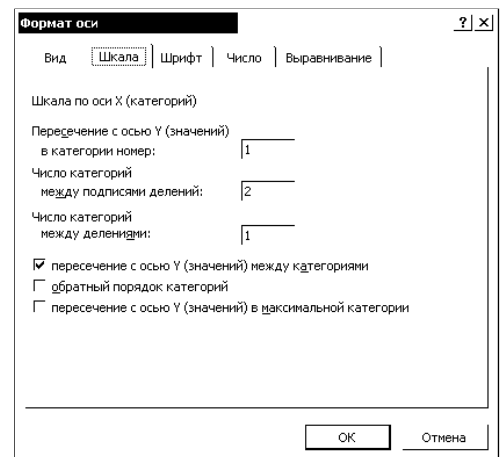 Формат оси ? ×
Вид Шкала Шрифт Число Выравнивание
Шкала по оси X (категорий)
Пересечение с осью Y (значений)
в категории номер: 1
Число категорий
между подписями делений: 2
Число категорий
между делениями: 1
пересечение с осью Y (значений) между категориями
обратный порядок категорий
пересечение с осью Y (значений) в максимальной категории
ОК Отмена